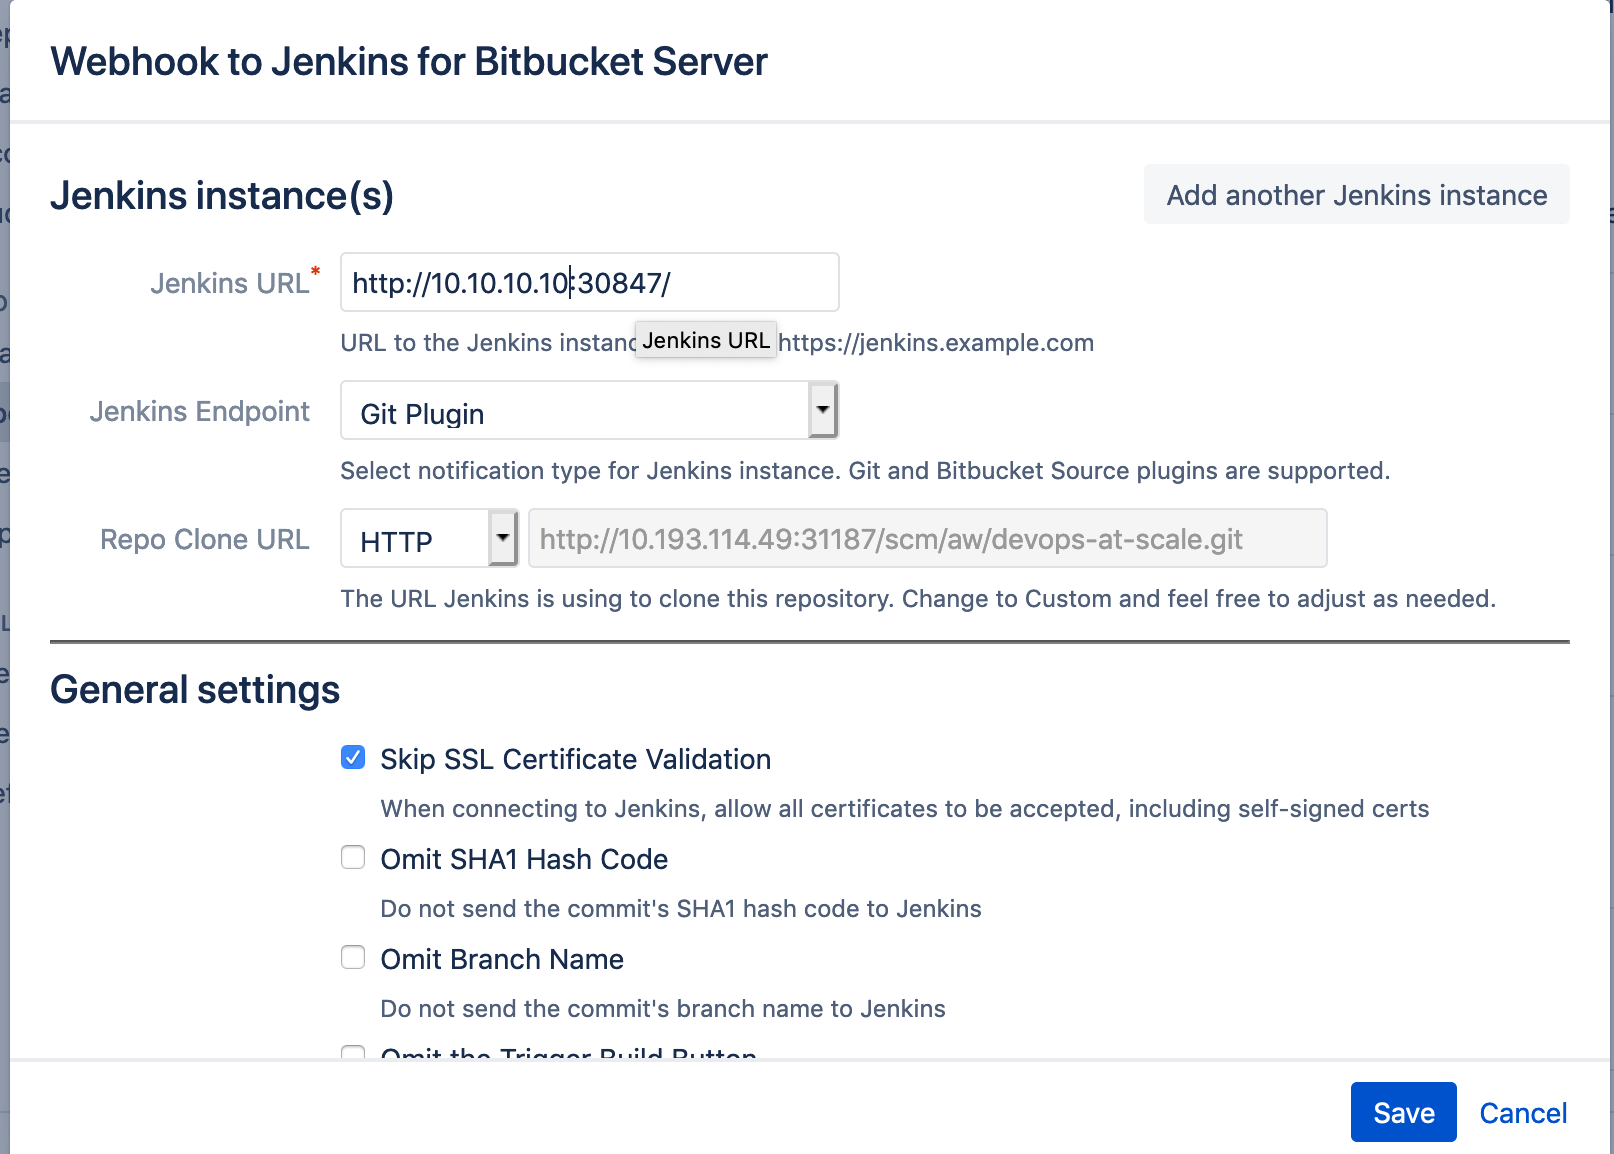 Webhook to Jenkins for Bitbucket Server
Jenkins instance(s)
Add another Jenkins instance
Jenkins URL*
http://10.10.10.10:30847/
URL to the Jenkins
https://jenkins.example.com
Jenkins URL
Jenkins Endpoint
Git Plugin
Select notification type for Jenkins instance. Git and Bitbucket Source plugins are supported.
Repo Clone URL
HTTP
http://10.193.114.49:31187/scm/aw/devops-at-scale.git
The URL Jenkins is using to clone this repository. Change to Custom and feel free to adjust as needed.
General settings
Skip SSL Certificate Validation
When connecting to Jenkins, allow all certificates to be accepted, including self-signed certs
Omit SHA1 Hash Code
Do not send the commit's SHA1 hash code to Jenkins
Omit Branch Name
Do not send the commit's branch name to Jenkins
Omit the Trigger Build Button
Save
Cancel